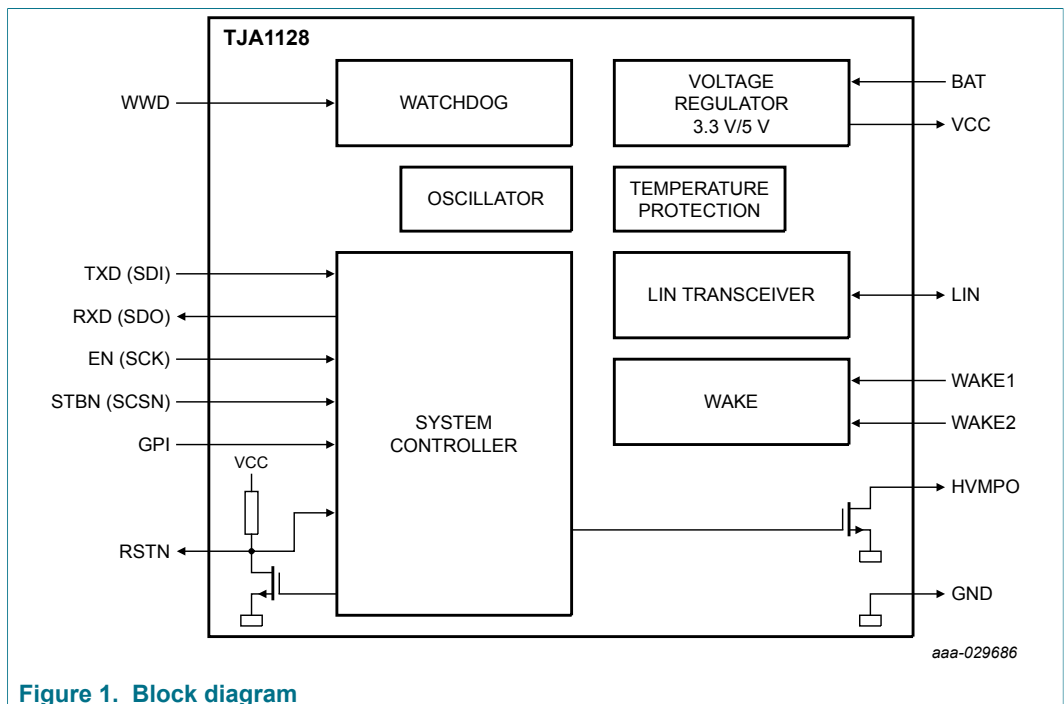 TJA1128
WWD
WATCHDOG
VOLTAGE
REGULATOR
3.3 V/5 V
BAT
VCC
OSCILLATOR
TEMPERATURE
PROTECTION
TXD (SDI)
RXD (SDO)
EN (SCK)
STBN (SCSN)
GPI
VCC
RSTN
SYSTEM
CONTROLLER
LIN TRANSCEIVER
LIN
WAKE
WAKE1
WAKE2
HVMPO
GND
aaa-029686
Figure 1. Block diagram